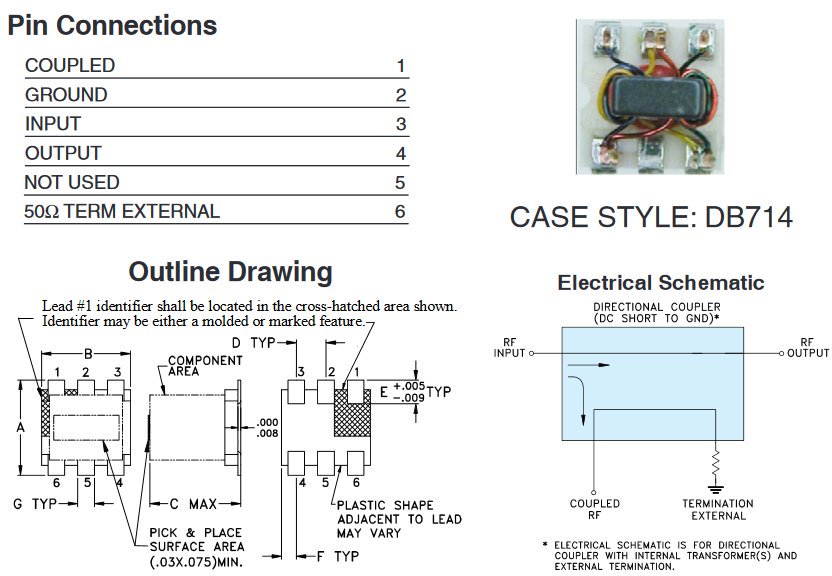 Pin Connections
COUPLED 1
GROUND 2
INPUT 3
OUTPUT 4
NOT USED 5
50Ω TERM EXTERNAL 6
CASE STYLE: DB714
Outline Drawing
Lead #1 identifier shall be located in the cross-hatched area shown.
Identifier may be either a molded or marked feature.
D TYP
B
COMPONENT
AREA
1 2 3
3 2 1
E +.005 TYP
-.009
A
.000
.008
6 5 4
4 5 6
G TYP
C MAX
PLASTIC SHAPE
ADJACENT TO LEAD
MAY VARY
PICK & PLACE
SURFACE AREA
(.03X.075)MIN.
F TYP
Electrical Schematic
DIRECTIONAL COUPLER
(DC SHORT TO GND)*
RF
INPUT
RF
OUTPUT
COUPLED
RF
TERMINATION
EXTERNAL
* ELECTRICAL SCHEMATIC IS FOR DIRECTIONAL
COUPLER WITH INTERNAL TRANSFORMER(S) AND
EXTERNAL TERMINATION.